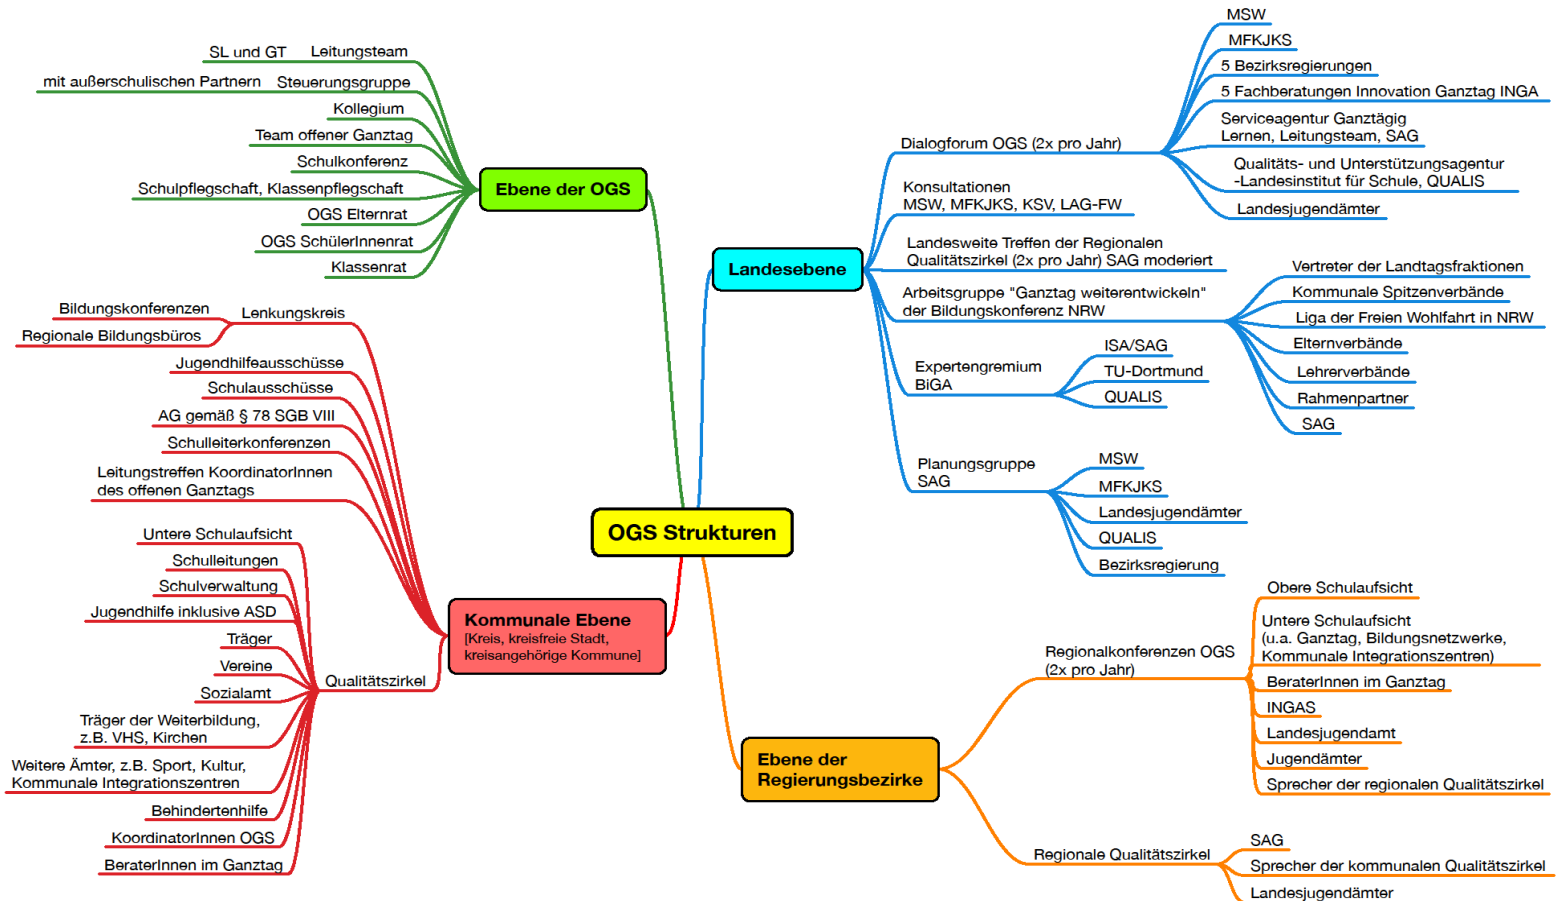 OGS Strukturen
Ebene der OGS
SL und GT
Leitungsteam
mit außerschulischen Partnern
Steuerungsgruppe
Kollegium
Team offener Ganztag
Schulkonferenz
Schulpflegschaft, Klassenpflegschaft
OGS Elternrat
OGS SchülerInnenrat
Klassenrat
Landesebene
Dialogforum OGS (2x pro Jahr)
MSW
MFKJKS
5 Bezirksregierungen
5 Fachberatungen Innovation Ganztag INGA
Serviceagentur Ganztägig
Lernen, Leitungsteam, SAG
Qualitäts- und Unterstützungsagentur
-Landesinstitut für Schule, QUALIS
Landesjugendämter
Konsultationen
MSW, MFKJKS, KSV, LAG-FW
Landesweite Treffen der Regionalen
Qualitätszirkel (2x pro Jahr) SAG moderiert
Arbeitsgruppe "Ganztag weiterentwickeln"
der Bildungskonferenz NRW
Vertreter der Landtagsfraktionen
Kommunale Spitzenverbände
Liga der Freien Wohlfahrt in NRW
Elternverbände
Lehrerverbände
Rahmenpartner
SAG
Expertengremium
BiGA
ISA/SAG
TU-Dortmund
QUALIS
Planungsgruppe
SAG
MSW
MFKJKS
Landesjugendämter
QUALIS
Bezirksregierung
Kommunale Ebene
[Kreis, kreisfreie Stadt,
kreisangehörige Kommune]
Lenkungskreis
Bildungskonferenzen
Regionale Bildungsbüros
Jugendhilfeausschüsse
Schulausschüsse
AG gemäß § 78 SGB VIII
Schulleiterkonferenzen
Leitungstreffen KoordinatorInnen
des offenen Ganztags
Qualitätszirkel
Untere Schulaufsicht
Schulleitungen
Schulverwaltung
Jugendhilfe inklusive ASD
Träger
Vereine
Sozialamt
Träger der Weiterbildung,
z.B. VHS, Kirchen
Weitere Ämter, z.B. Sport, Kultur,
Kommunale Integrationszentren
Behindertenhilfe
KoordinatorInnen OGS
BeraterInnen im Ganztag
Ebene der
Regierungsbezirke
Regionalkonferenzen OGS
(2x pro Jahr)
Obere Schulaufsicht
Untere Schulaufsicht
(u.a. Ganztag, Bildungsnetzwerke,
Kommunale Integrationszentren)
BeraterInnen im Ganztag
INGAS
Landesjugendamt
Jugendämter
Sprecher der regionalen Qualitätszirkel
Regionale Qualitätszirkel
SAG
Sprecher der kommunalen Qualitätszirkel
Landesjugendämter